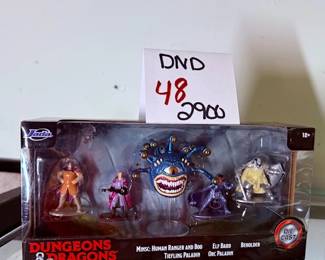 DND
48
2900
Jada
12+
DUNGEONS
& DRAGONS
Minsc: Human Ranger and Boo
Elf Bard
Beholder
Tiefling Paladin
Orc Paladin
DIE CAST